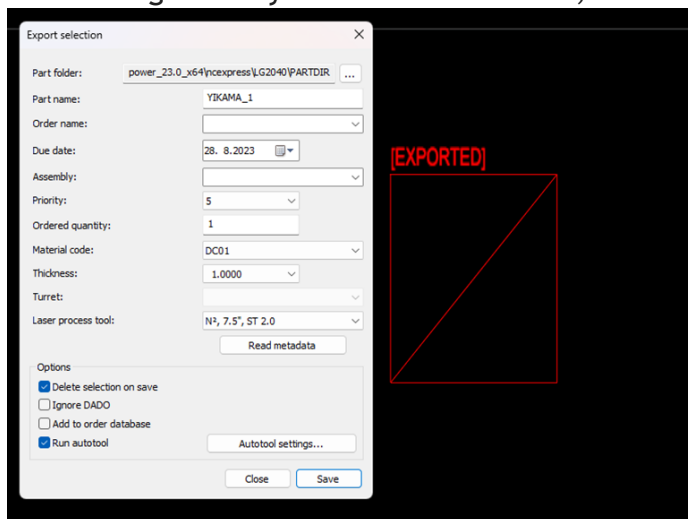 Export selection
Part folder: power_23.0_x64\ncexpress\LG2040\PARTDIR ...
Part name: YIKAMA_1
Order name:
Due date: 28. 8.2023
Assembly:
Priority: 5
Ordered quantity: 1
Material code: DC01
Thickness: 1.0000
Turret:
Laser process tool: N², 7.5", ST 2.0
Read metadata
Options
Delete selection on save
Ignore DADO
Add to order database
Run autotool
Autotool settings...
Close Save
[EXPORTED]